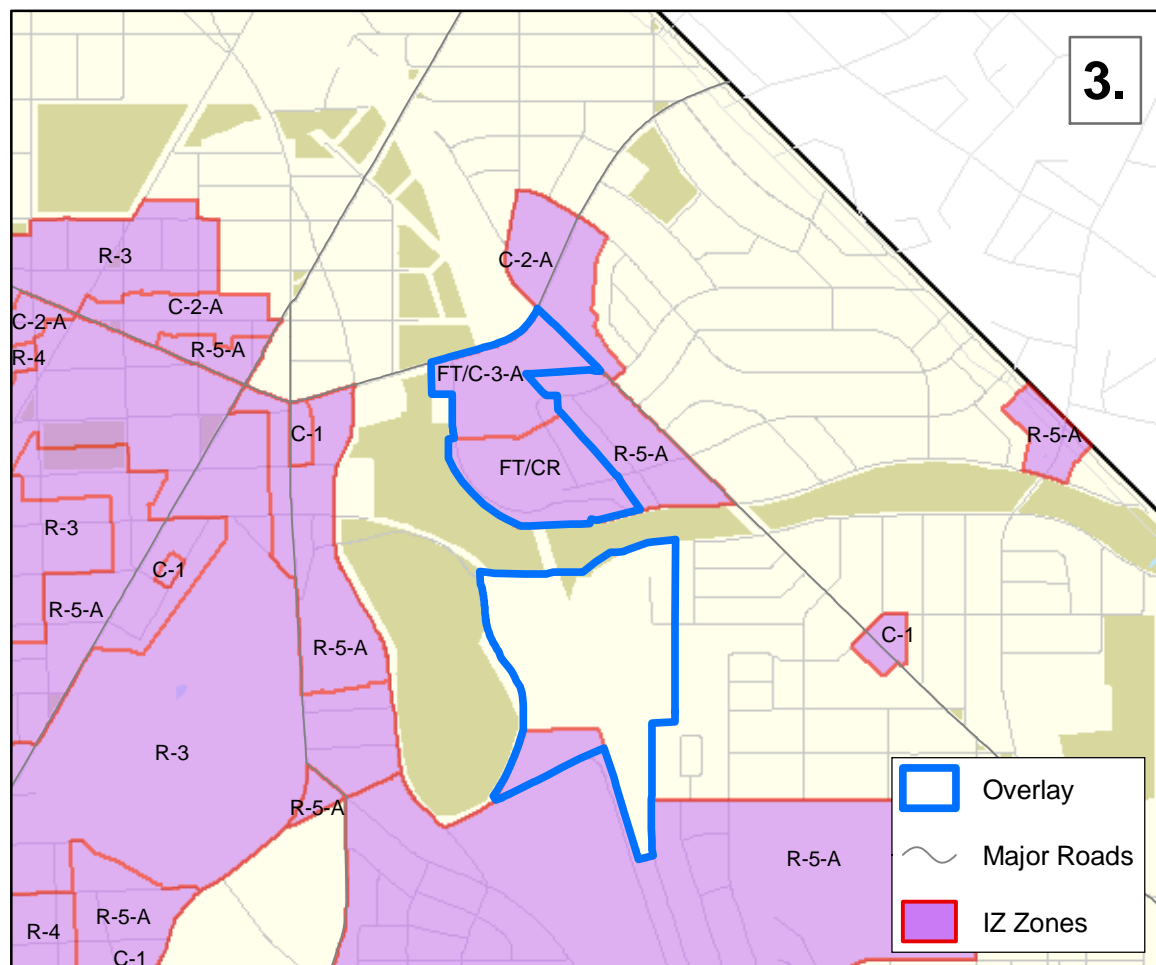 3.
R-3
C-2-A
C-2-A
C-2-A
R-4
R-5-A
FT/C-3-A
C-1
R-5-A
R-5-A
FT/CR
R-3
C-1
R-5-A
R-5-A
C-1
R-3
R-5-A
Overlay
Major Roads
R-5-A
IZ Zones
R-5-A
R-4
C-1